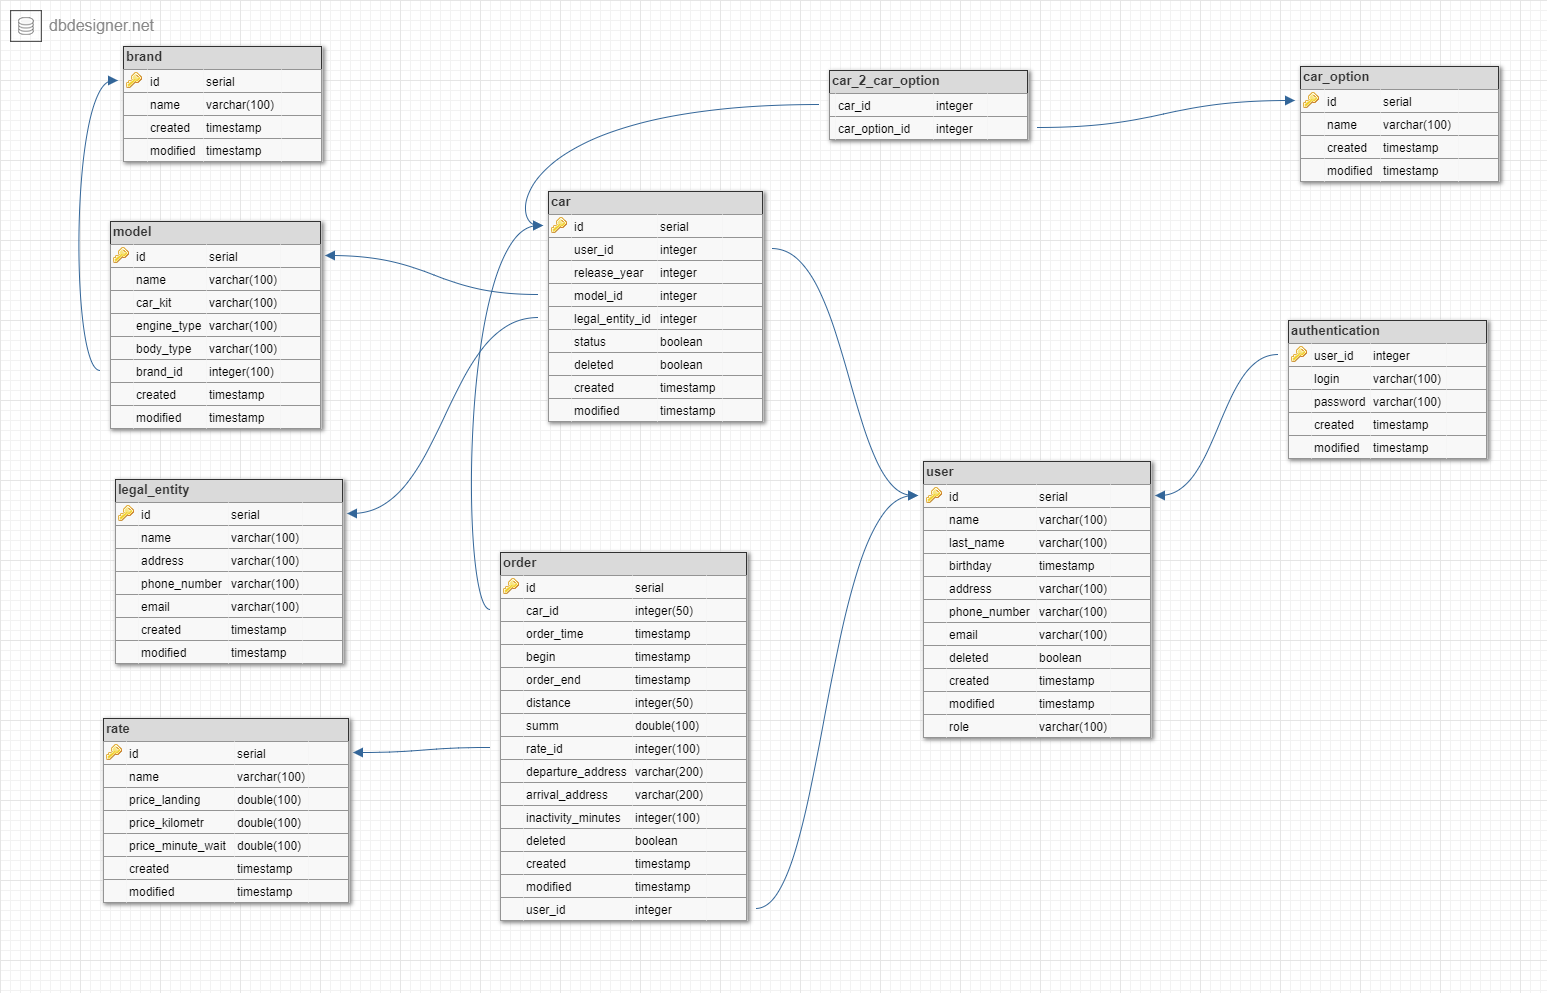 dbdesigner.net
brand
id serial
name varchar(100)
created timestamp
modified timestamp
car_2_car_option
car_id integer
car_option_id integer
car_option
id serial
name varchar(100)
created timestamp
modified timestamp
model
id serial
name varchar(100)
car_kit varchar(100)
engine_type varchar(100)
body_type varchar(100)
brand_id integer(100)
created timestamp
modified timestamp
car
id serial
user_id integer
release_year integer
model_id integer
legal_entity_id integer
status boolean
deleted boolean
created timestamp
modified timestamp
authentication
user_id integer
login varchar(100)
password varchar(100)
created timestamp
modified timestamp
legal_entity
id serial
name varchar(100)
address varchar(100)
phone_number varchar(100)
email varchar(100)
created timestamp
modified timestamp
user
id serial
name varchar(100)
last_name varchar(100)
birthday timestamp
address varchar(100)
phone_number varchar(100)
email varchar(100)
deleted boolean
created timestamp
modified timestamp
role varchar(100)
order
id serial
car_id integer(50)
order_time timestamp
begin timestamp
order_end timestamp
distance integer(50)
summ double(100)
rate_id integer(100)
departure_address varchar(200)
arrival_address varchar(200)
inactivity_minutes integer(100)
deleted boolean
created timestamp
modified timestamp
user_id integer
rate
id serial
name varchar(100)
price_landing double(100)
price_kilometr double(100)
price_minute_wait double(100)
created timestamp
modified timestamp